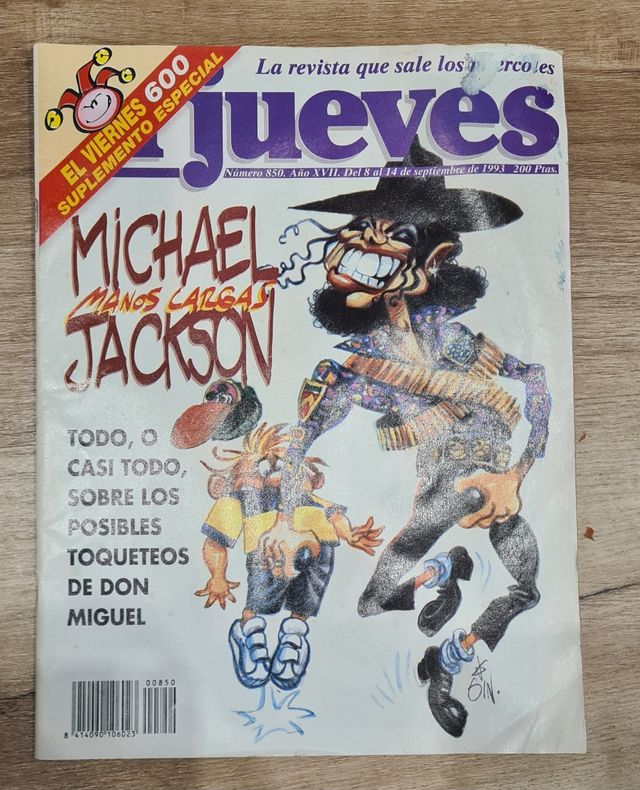 EL VIERNES 600
SUPLEMENTO ESPECIAL
La revista que sale los miércoles
jueves
Número 850. Año XVII. Del 8 al 14 de septiembre de 1993 200 Ptas.
MICHAEL
MANOS LARGAS
JACKSON
TODO, O
CASI TODO,
SOBRE LOS
POSIBLES
TOQUETEOS
DE DON
MIGUEL
00850
8 414090 106023
GIN.